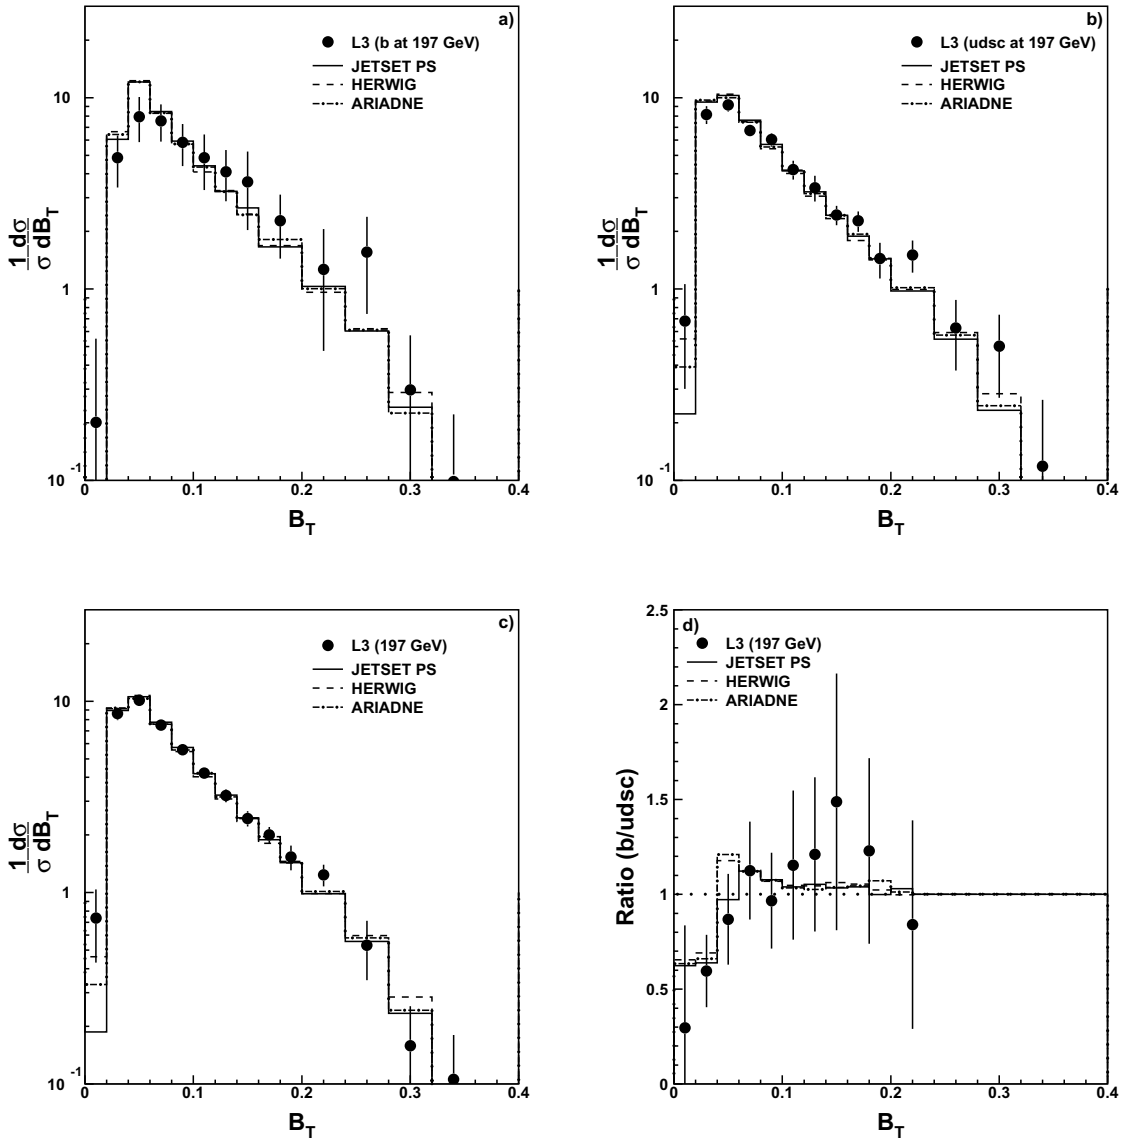 a)
L3 (b at 197 GeV)
JETSET PS
HERWIG
ARIADNE
10
1
10 -1
1 dσ
σ dB_T
0 0.1 0.2 0.3 0.4
B_T
b)
L3 (udsc at 197 GeV)
JETSET PS
HERWIG
ARIADNE
10
1
10 -1
1 dσ
σ dB_T
0 0.1 0.2 0.3 0.4
B_T
c)
L3 (197 GeV)
JETSET PS
HERWIG
ARIADNE
10
1
10 -1
1 dσ
σ dB_T
0 0.1 0.2 0.3 0.4
B_T
d)
L3 (197 GeV)
JETSET PS
HERWIG
ARIADNE
2.5
2
1.5
1
0.5
0
Ratio (b/udsc)
0 0.1 0.2 0.3 0.4
B_T